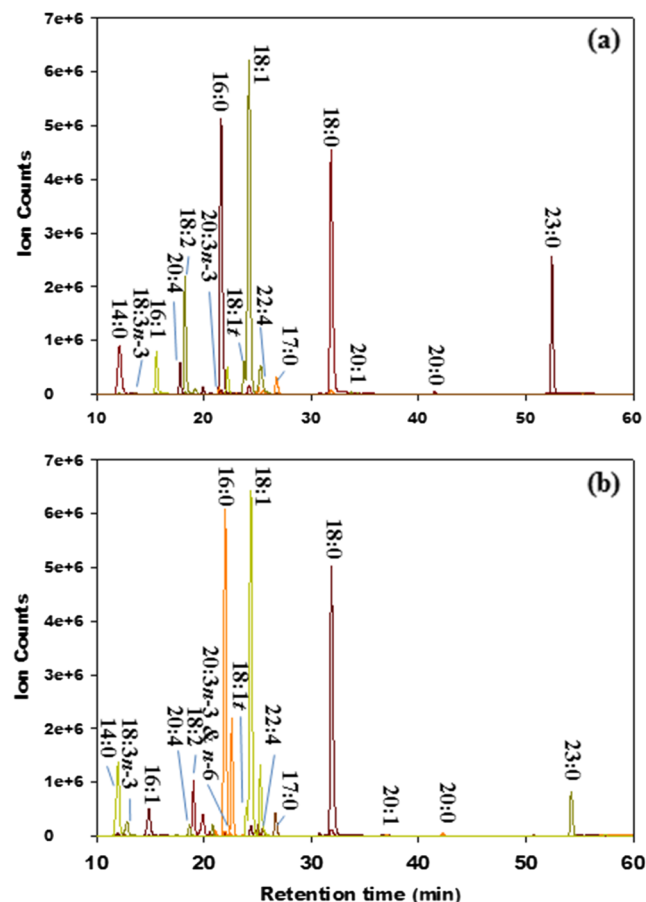 (a)
Ion Counts
7e+6
6e+6
5e+6
4e+6
3e+6
2e+6
1e+6
0
14:0
18:3n-3
16:1
20:4
18:2
20:3n-3
16:0
18:1t
18:1
22:4
17:0
18:0
20:1
20:0
23:0
10 20 30 40 50 60
(b)
Ion Counts
7e+6
6e+6
5e+6
4e+6
3e+6
2e+6
1e+6
0
14:0
18:3n-3
16:1
20:4
18:2
20:3n-3 & n-6
16:0
18:1t
18:1
22:4
17:0
18:0
20:1
20:0
23:0
10 20 30 40 50 60
Retention time (min)